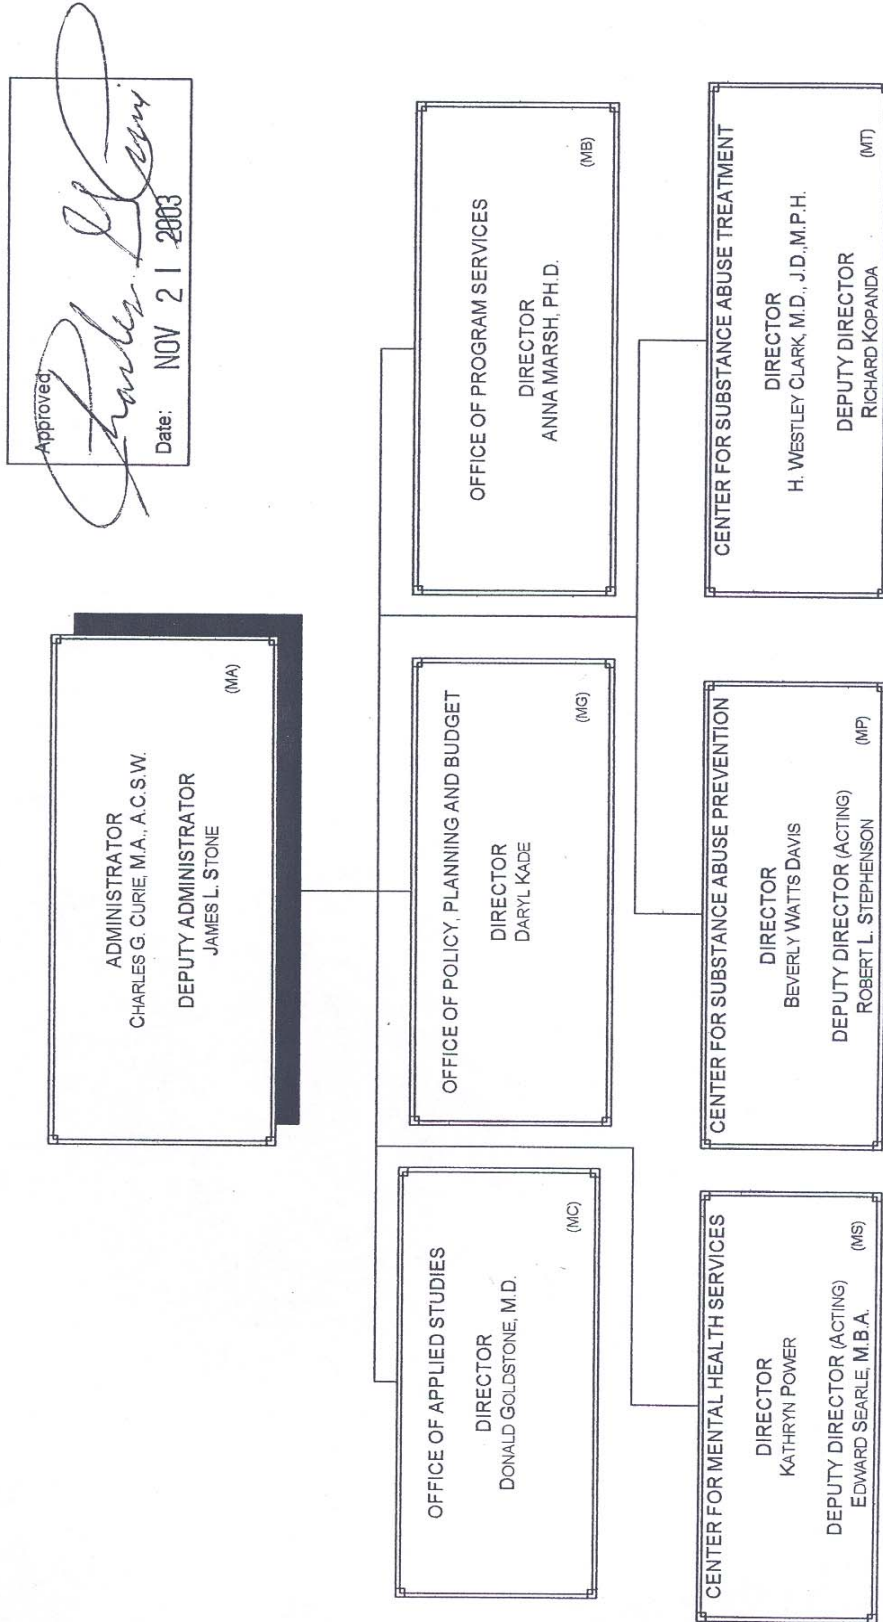 Approved
Charles G Curie
Date: NOV 21 2003
ADMINISTRATOR
CHARLES G. CURIE, M.A., A.C.S.W.
DEPUTY ADMINISTRATOR
JAMES L. STONE
(MA)
OFFICE OF APPLIED STUDIES
DIRECTOR
DONALD GOLDSTONE, M.D.
(MC)
OFFICE OF POLICY, PLANNING AND BUDGET
DIRECTOR
DARYL KADE
(MG)
OFFICE OF PROGRAM SERVICES
DIRECTOR
ANNA MARSH, PH.D.
(MB)
CENTER FOR MENTAL HEALTH SERVICES
DIRECTOR
KATHRYN POWER
DEPUTY DIRECTOR (ACTING)
EDWARD SEARLE, M.B.A.
(MS)
CENTER FOR SUBSTANCE ABUSE PREVENTION
DIRECTOR
BEVERLY WATTS DAVIS
DEPUTY DIRECTOR (ACTING)
ROBERT L. STEPHENSON
(MP)
CENTER FOR SUBSTANCE ABUSE TREATMENT
DIRECTOR
H. WESTLEY CLARK, M.D., J.D.,M.P.H.
DEPUTY DIRECTOR
RICHARD KOPANDA
(MT)